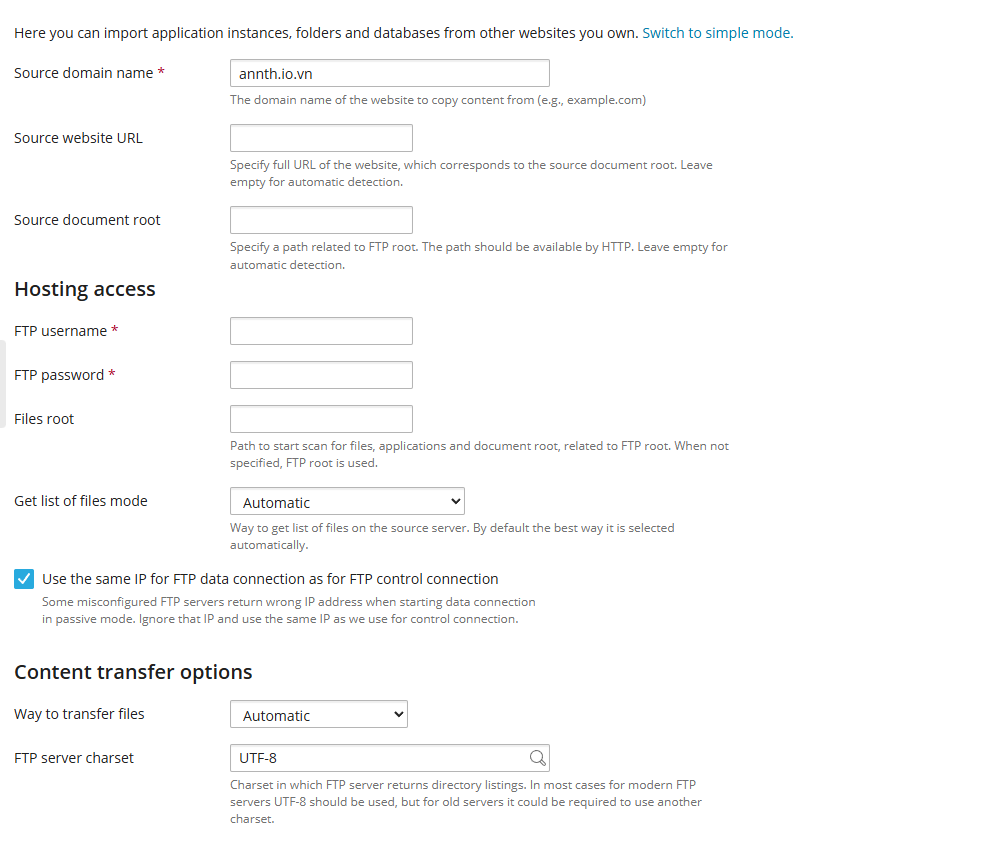 Here you can import application instances, folders and databases from other websites you own. Switch to simple mode.
Source domain name *
annth.io.vn
The domain name of the website to copy content from (e.g., example.com)
Source website URL
Specify full URL of the website, which corresponds to the source document root. Leave
empty for automatic detection.
Source document root
Specify a path related to FTP root. The path should be available by HTTP. Leave empty for
automatic detection.
Hosting access
FTP username *
FTP password *
Files root
Path to start scan for files, applications and document root, related to FTP root. When not
specified, FTP root is used.
Get list of files mode
Automatic
Way to get list of files on the source server. By default the best way it is selected
automatically.
Use the same IP for FTP data connection as for FTP control connection
Some misconfigured FTP servers return wrong IP address when starting data connection
in passive mode. Ignore that IP and use the same IP as we use for control connection.
Content transfer options
Way to transfer files
Automatic
FTP server charset
UTF-8
Charset in which FTP server returns directory listings. In most cases for modern FTP
servers UTF-8 should be used, but for old servers it could be required to use another
charset.